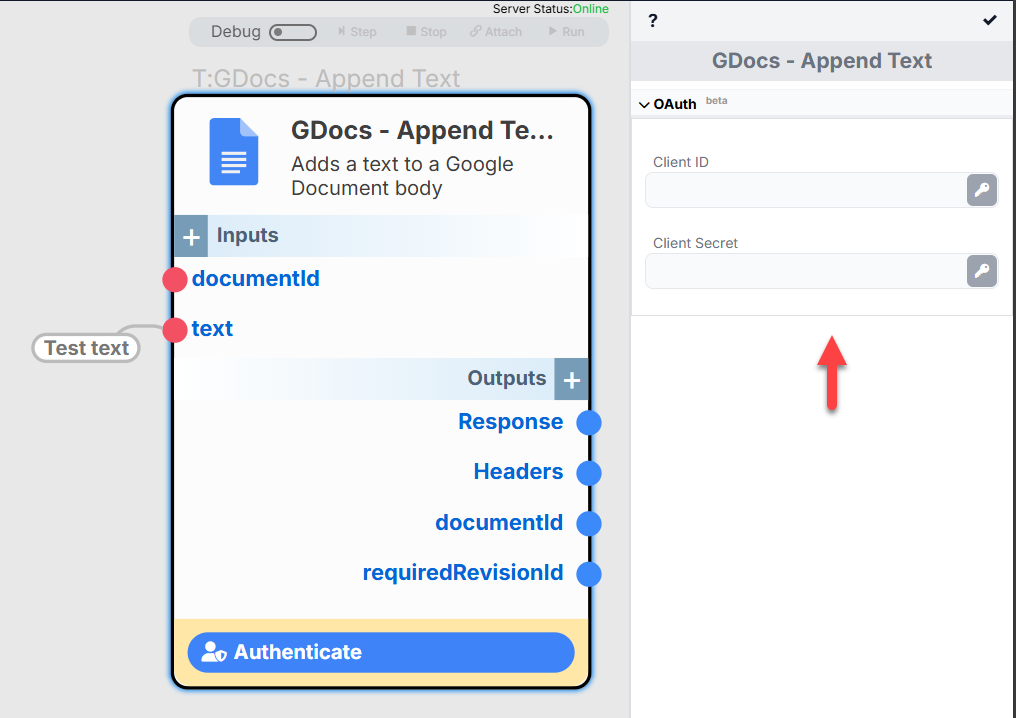 Server Status:Online
Debug Step Stop Attach Run
T:GDocs - Append Text
GDocs - Append Te...
Adds a text to a Google
Document body
Inputs
documentId
text
Test text
Outputs
Response
Headers
documentId
requiredRevisionId
Authenticate
?
GDocs - Append Text
OAuth beta
Client ID
Client Secret